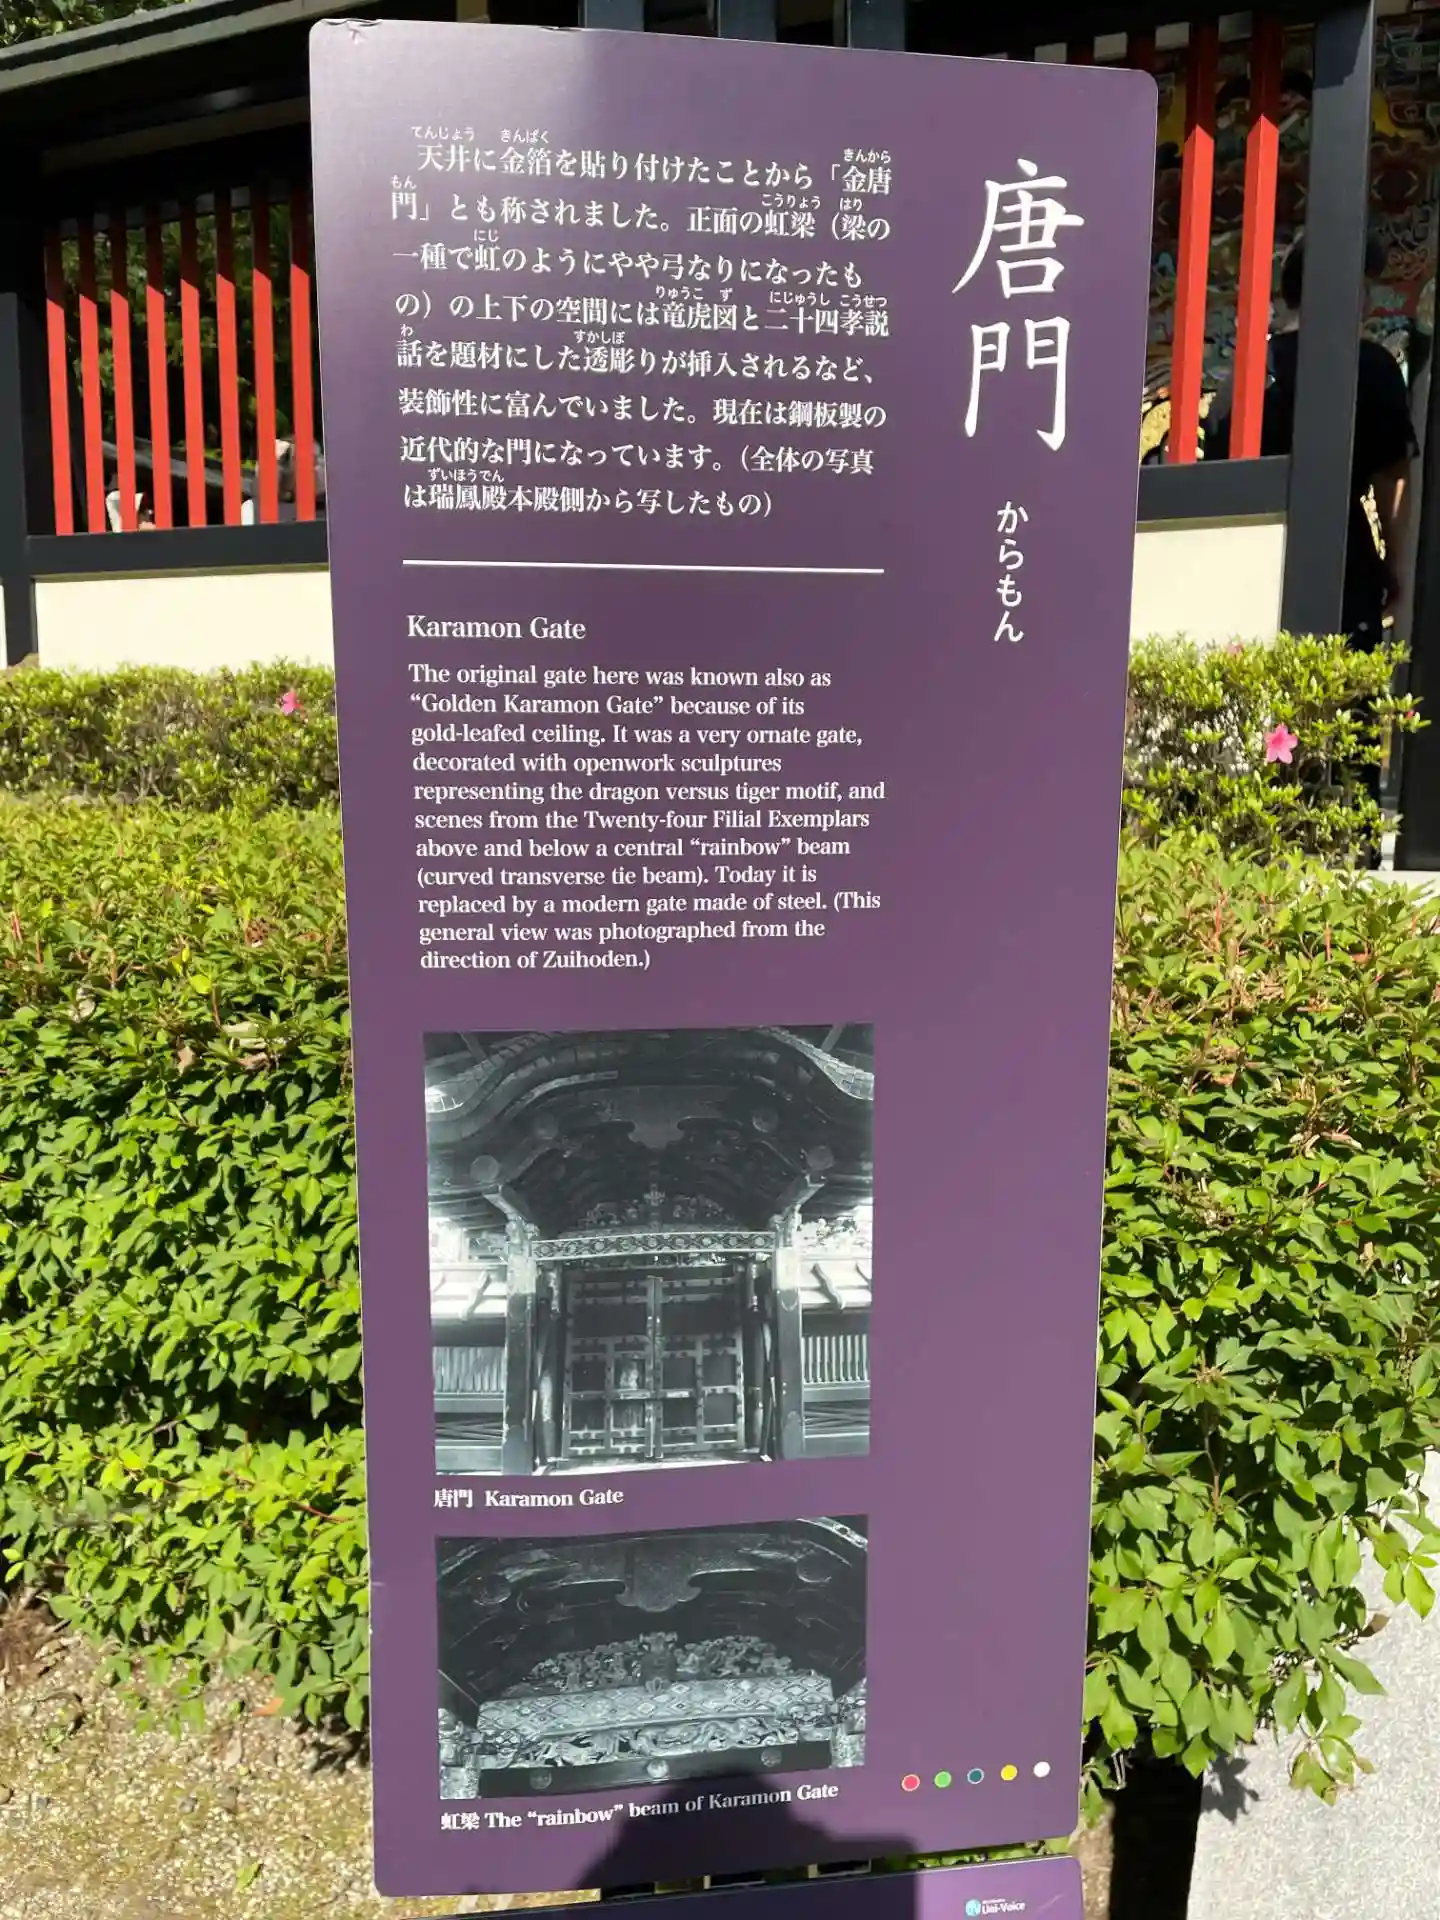 唐門
からもん
天井に金箔を貼り付けたことから「金唐
門」とも称されました。正面の虹梁（梁の
一種で虹のようにやや弓なりになったも
の）の上下の空間には竜虎図と二十四孝説
話を題材にした透彫りが挿入されるなど、
装飾性に富んでいました。現在は鋼板製の
近代的な門になっています。（全体の写真
は瑞鳳殿本殿側から写したもの）
Karamon Gate
The original gate here was known also as
“Golden Karamon Gate” because of its
gold-leafed ceiling. It was a very ornate gate,
decorated with openwork sculptures
representing the dragon versus tiger motif, and
scenes from the Twenty-four Filial Exemplars
above and below a central “rainbow” beam
(curved transverse tie beam). Today it is
replaced by a modern gate made of steel. (This
general view was photographed from the
direction of Zuihoden.)
唐門 Karamon Gate
虹梁 The “rainbow” beam of Karamon Gate
Uni-Voice